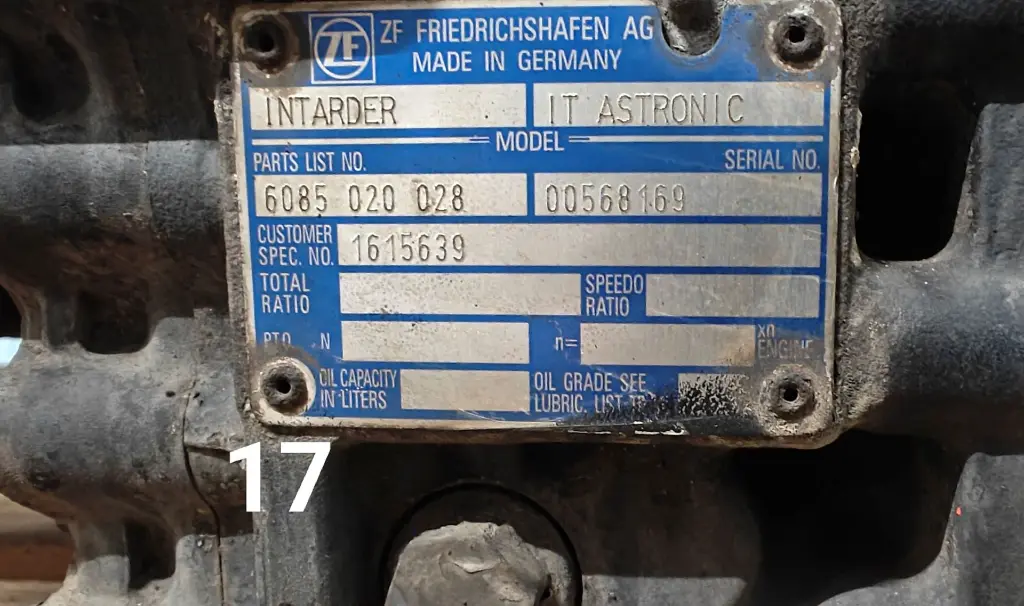 ZF ZF FRIEDRICHSHAFEN AG
MADE IN GERMANY
INTARDER IT ASTRONIC
MODEL
PARTS LIST NO. SERIAL NO.
6085 020 028 00568169
CUSTOMER SPEC. NO. 1615639
TOTAL RATIO SPEEDO RATIO
P.T.O. N n= xn ENGINE
OIL CAPACITY IN LITERS OIL GRADE SEE LUBRIC. LIST
17